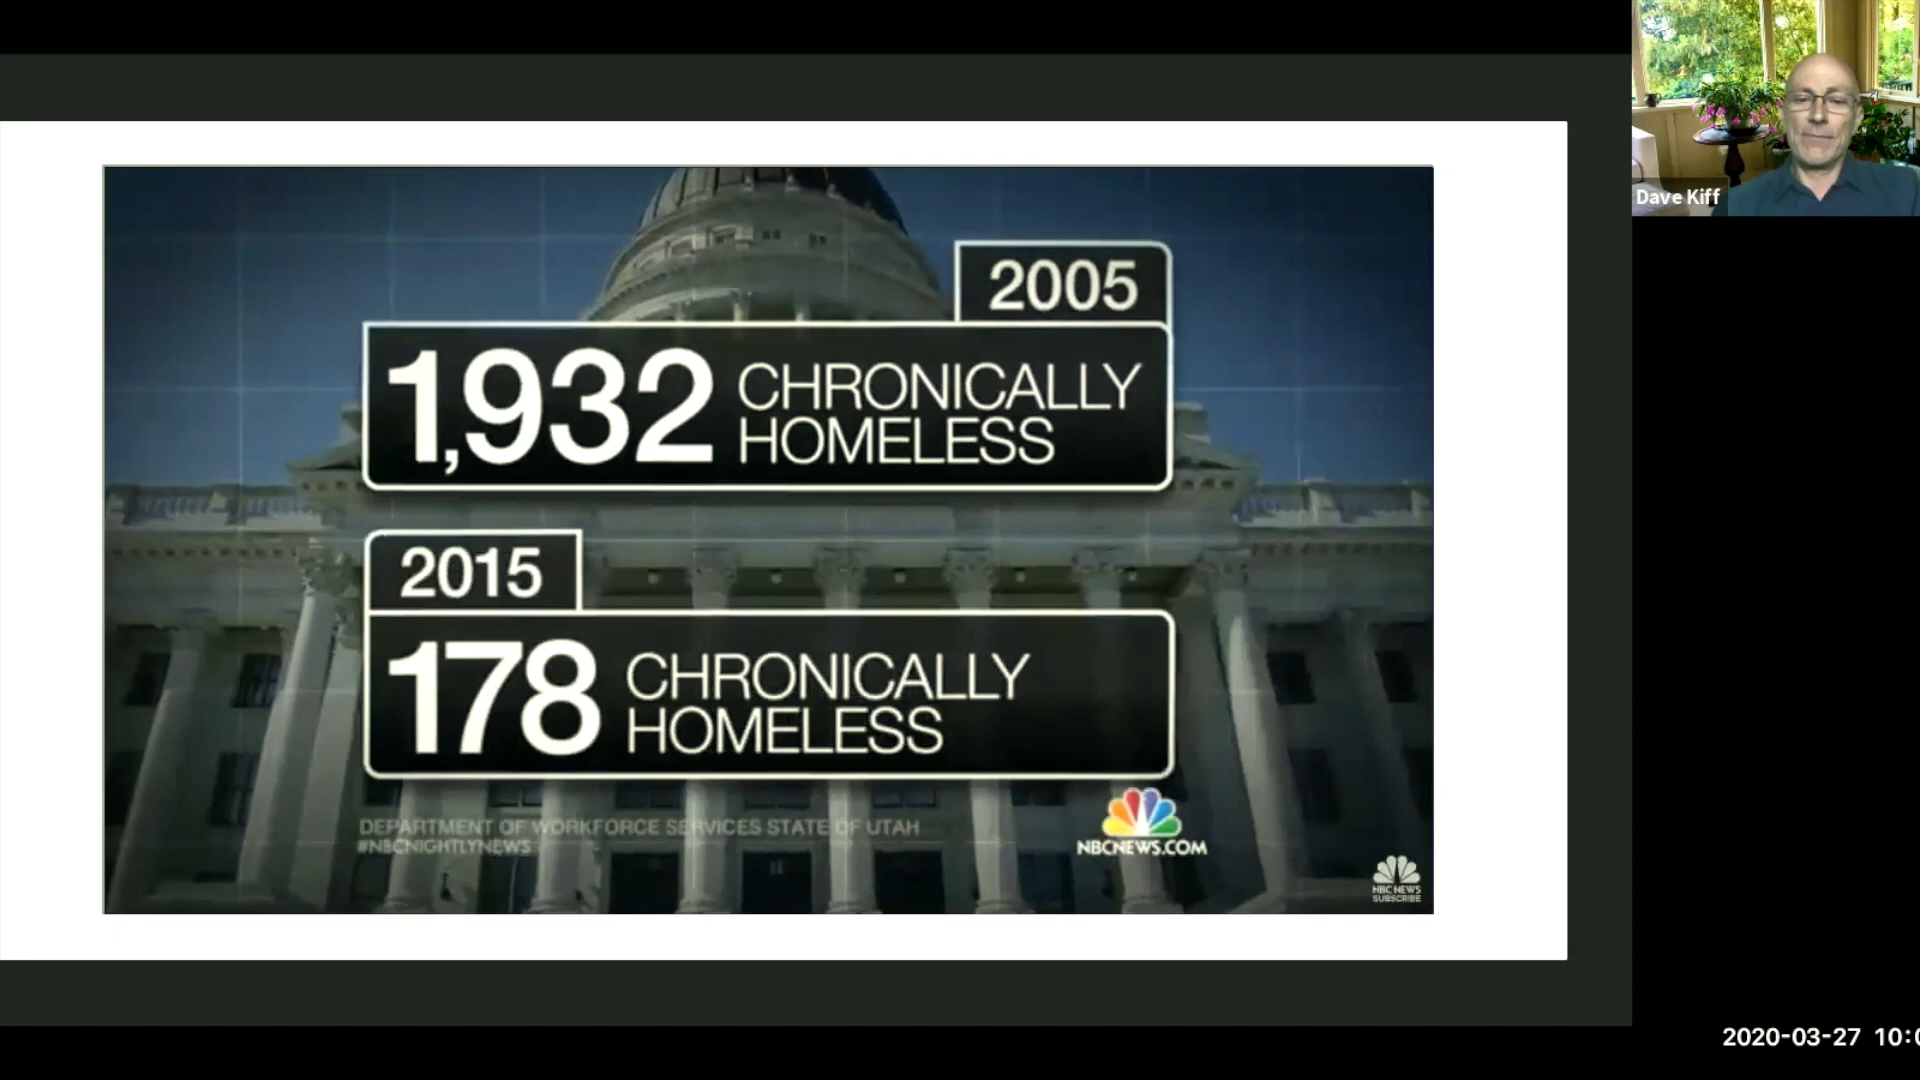 2005
1,932 CHRONICALLY
HOMELESS
2015
178 CHRONICALLY
HOMELESS
DEPARTMENT OF WORKFORCE SERVICES STATE OF UTAH
#NBCNIGHTLYNEWS
NBCNEWS.COM
NBC NEWS
SUBSCRIBE
Dave Kiff
2020-03-27 10:0